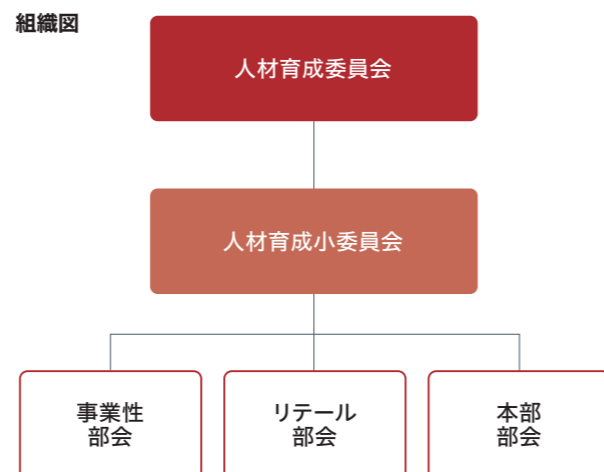 組織図
人材育成委員会
人材育成小委員会
事業性
部会
リテール
部会
本部
部会